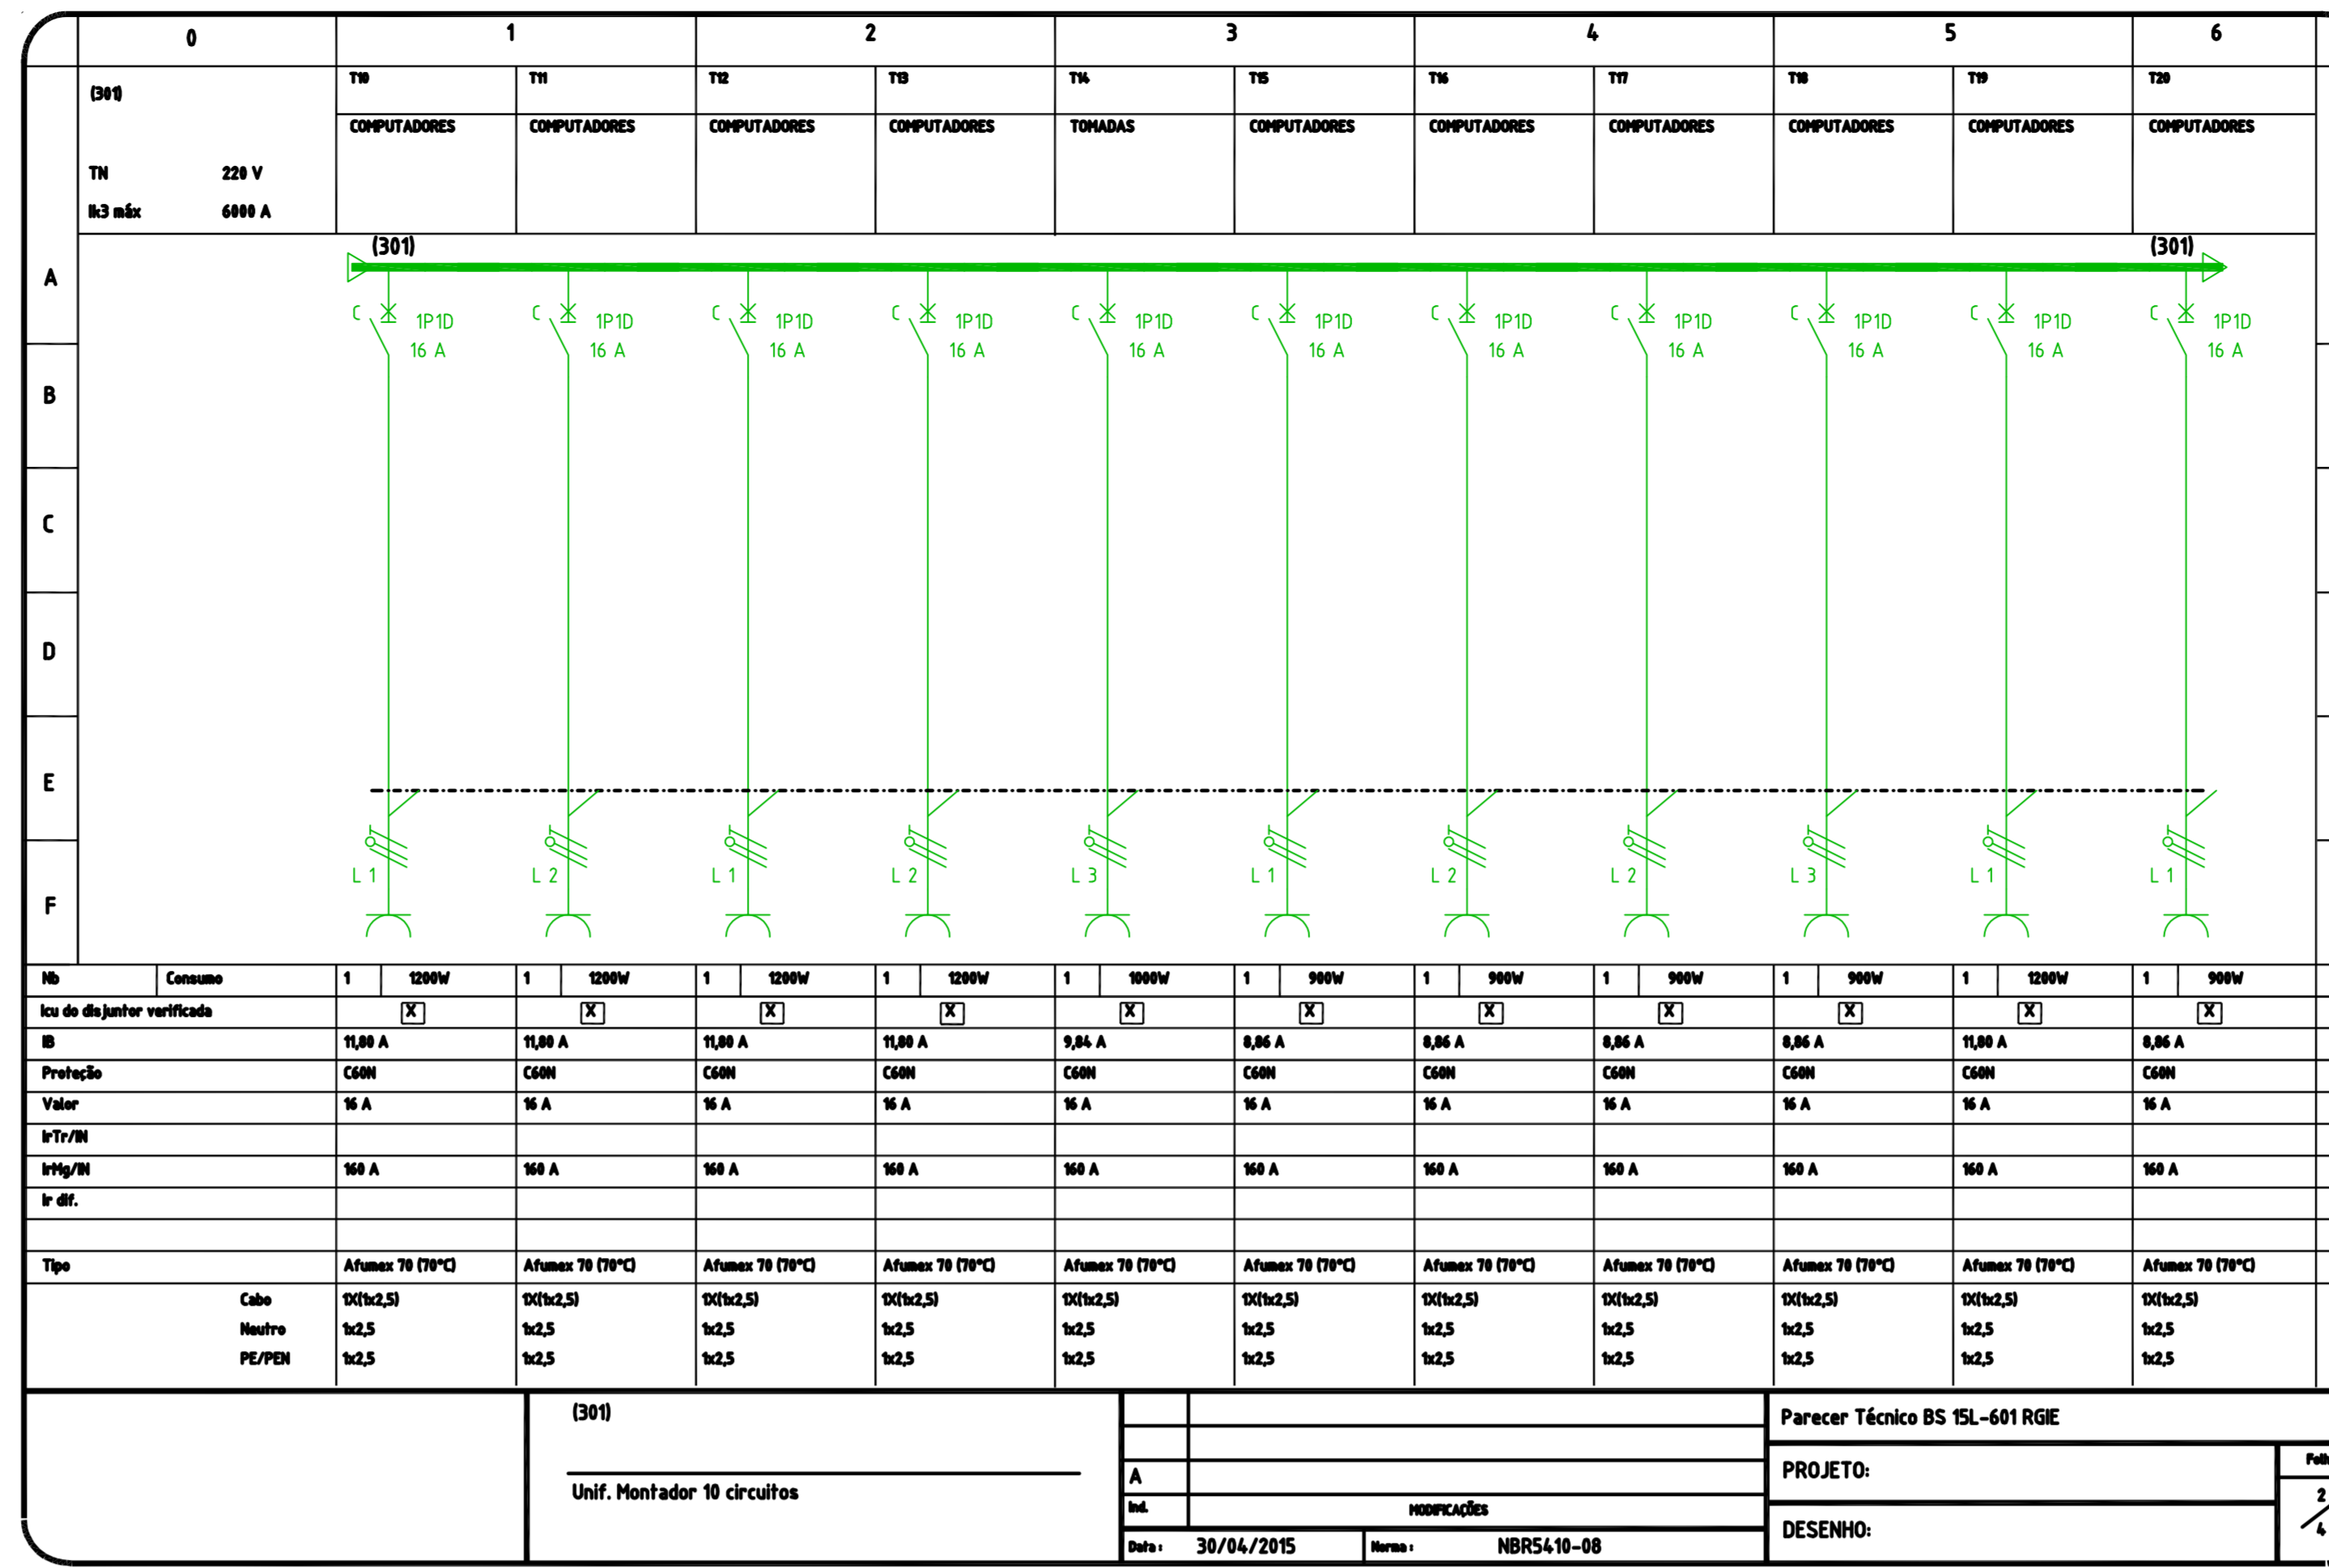 0 1 2 3 4 5 6
(301) T10 T11 T12 T13 T14 T15 T16 T17 T18 T19 T20
COMPUTADORES COMPUTADORES COMPUTADORES COMPUTADORES TOMADAS COMPUTADORES COMPUTADORES COMPUTADORES COMPUTADORES COMPUTADORES COMPUTADORES
TN 220 V
Ik3 máx 6000 A
(301) (301)
A
C 1P1D C 1P1D C 1P1D C 1P1D C 1P1D C 1P1D C 1P1D C 1P1D C 1P1D C 1P1D C 1P1D
16 A 16 A 16 A 16 A 16 A 16 A 16 A 16 A 16 A 16 A 16 A
B
C
D
E
L 1 L 2 L 1 L 2 L 3 L 1 L 2 L 2 L 3 L 1 L 1
F
Nb Consumo 1 1200W 1 1200W 1 1200W 1 1200W 1 1000W 1 900W 1 900W 1 900W 1 900W 1 1200W 1 900W
Icu do disjuntor verificada X X X X X X X X X X X
IB 11,80 A 11,80 A 11,80 A 11,80 A 9,84 A 8,86 A 8,86 A 8,86 A 8,86 A 11,80 A 8,86 A
Proteção C60N C60N C60N C60N C60N C60N C60N C60N C60N C60N C60N
Valor 16 A 16 A 16 A 16 A 16 A 16 A 16 A 16 A 16 A 16 A 16 A
IrTr/IN
IrMg/IN 160 A 160 A 160 A 160 A 160 A 160 A 160 A 160 A 160 A 160 A 160 A
Ir dif.
Tipo Afumex 70 (70°C) Afumex 70 (70°C) Afumex 70 (70°C) Afumex 70 (70°C) Afumex 70 (70°C) Afumex 70 (70°C) Afumex 70 (70°C) Afumex 70 (70°C) Afumex 70 (70°C) Afumex 70 (70°C) Afumex 70 (70°C)
Cabo 1X(1x2,5) 1X(1x2,5) 1X(1x2,5) 1X(1x2,5) 1X(1x2,5) 1X(1x2,5) 1X(1x2,5) 1X(1x2,5) 1X(1x2,5) 1X(1x2,5) 1X(1x2,5)
Neutro 1x2,5 1x2,5 1x2,5 1x2,5 1x2,5 1x2,5 1x2,5 1x2,5 1x2,5 1x2,5 1x2,5
PE/PEN 1x2,5 1x2,5 1x2,5 1x2,5 1x2,5 1x2,5 1x2,5 1x2,5 1x2,5 1x2,5 1x2,5
(301)
Unif. Montador 10 circuitos
A
Ind. MODIFICAÇÕES
Data : 30/04/2015 Norma : NBR5410-08
Parecer Técnico BS 15L-601 RGIE
PROJETO:
DESENHO:
2
4